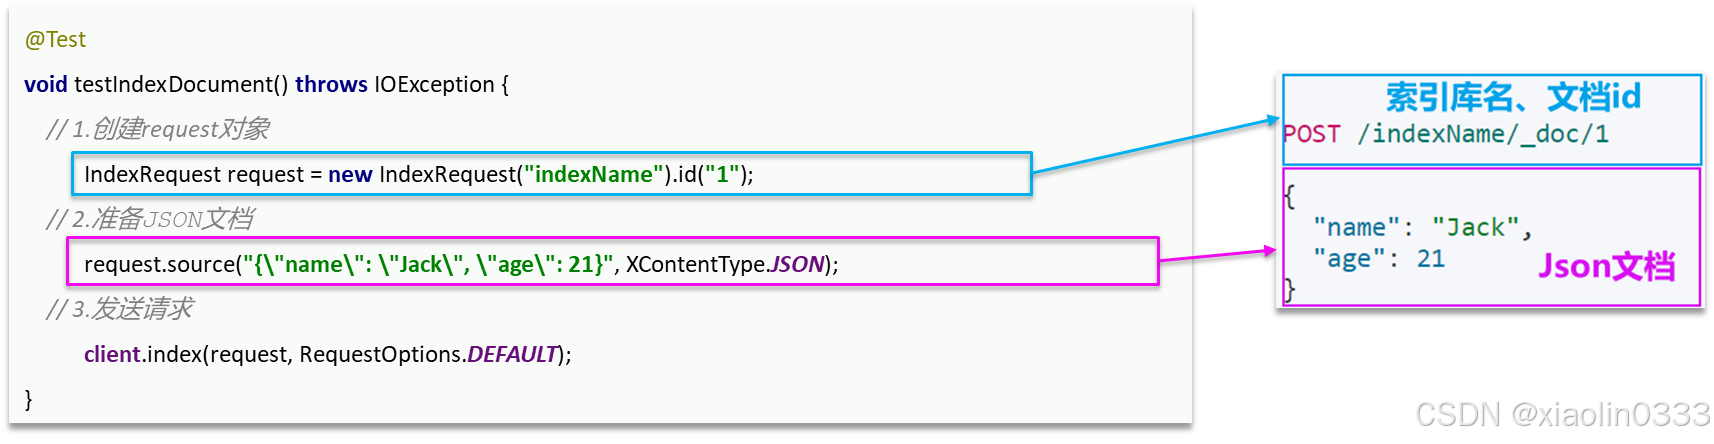 @Test
void testIndexDocument() throws IOException {
// 1.创建request对象
IndexRequest request = new IndexRequest("indexName").id("1");
// 2.准备JSON文档
request.source("{\"name\": \"Jack\", \"age\": 21}", XContentType.JSON);
// 3.发送请求
client.index(request, RequestOptions.DEFAULT);
}
索引库名、文档id
POST /indexName/_doc/1
{
"name": "Jack",
"age": 21
Json文档
}
CSDN @xiaolin0333